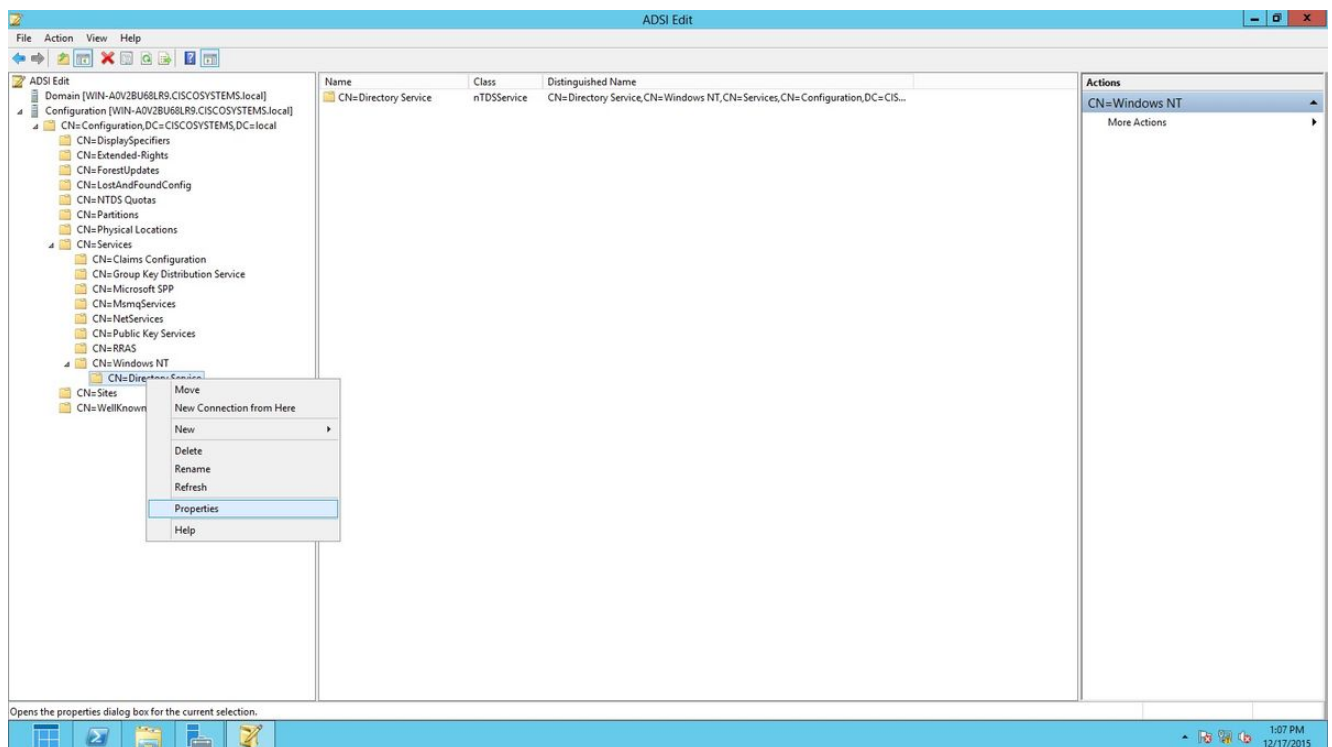 ADSI Edit
File Action View Help
ADSI Edit
Domain [WIN-A0V2BU68LR9.CISCOSYSTEMS.local]
Configuration [WIN-A0V2BU68LR9.CISCOSYSTEMS.local]
CN=Configuration,DC=CISCOSYSTEMS,DC=local
CN=DisplaySpecifiers
CN=Extended-Rights
CN=ForestUpdates
CN=LostAndFoundConfig
CN=NTDS Quotas
CN=Partitions
CN=Physical Locations
CN=Services
CN=Claims Configuration
CN=Group Key Distribution Service
CN=Microsoft SPP
CN=MsmqServices
CN=NetServices
CN=Public Key Services
CN=RRAS
CN=Windows NT
CN=Directory Service
CN=Sites
CN=WellKnown
Move
New Connection from Here
New
Delete
Rename
Refresh
Properties
Help
Name Class Distinguished Name
CN=Directory Service nTDSService CN=Directory Service,CN=Windows NT,CN=Services,CN=Configuration,DC=CIS...
Actions
CN=Windows NT
More Actions
Opens the properties dialog box for the current selection.
1:07 PM
12/17/2015